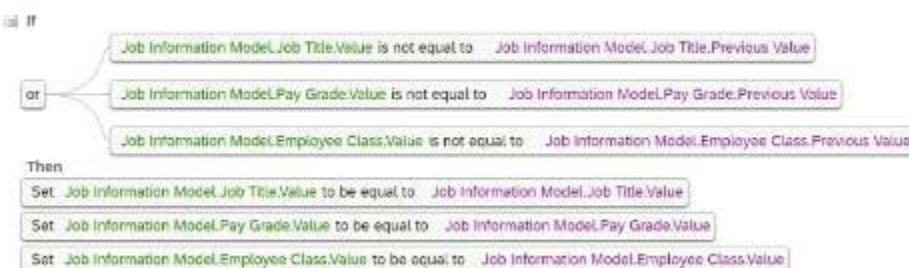 If
Job Information Model.Job Title.Value is not equal to Job Information Model.Job Title.Previous Value
or
Job Information Model.Pay Grade.Value is not equal to Job Information Model.Pay Grade.Previous Value
Job Information Model.Employee Class.Value is not equal to Job Information Model.Employee Class.Previous Value
Then
Set Job Information Model.Job Title.Value to be equal to Job Information Model.Job Title.Value
Set Job Information Model.Pay Grade.Value to be equal to Job Information Model.Pay Grade.Value
Set Job Information Model.Employee Class.Value to be equal to Job Information Model.Employee Class.Value